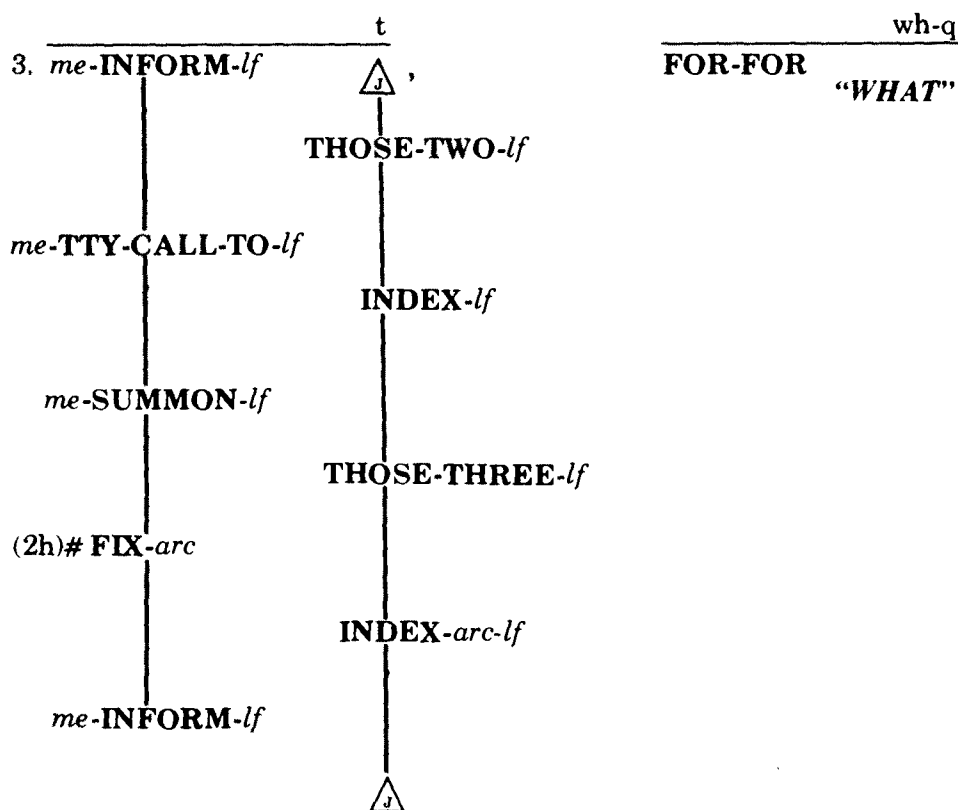 t wh-q
3. me-INFORM-lf J , FOR-FOR
"WHAT"
THOSE-TWO-lf
me-TTY-CALL-TO-lf
INDEX-lf
me-SUMMON-lf
THOSE-THREE-lf
(2h)# FIX-arc
INDEX-arc-lf
me-INFORM-lf
J